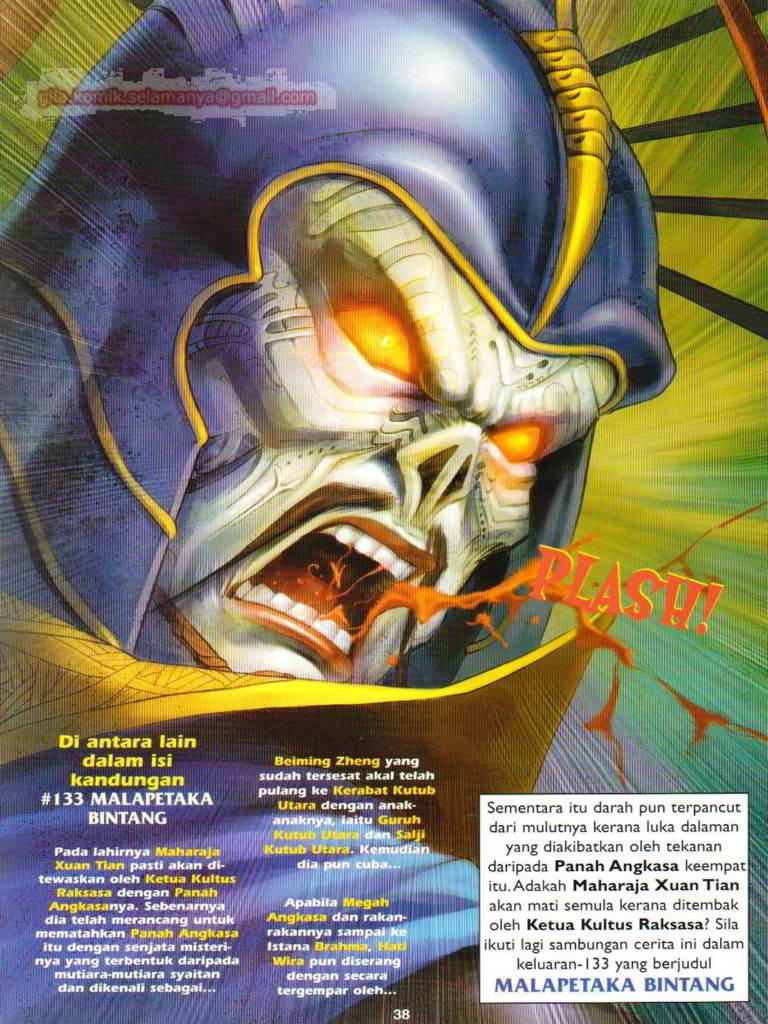 gila.komik.selamanya@gmail.com
PLASH!
Di antara lain
dalam isi
kandungan
#133 MALAPETAKA
BINTANG
Pada lahirnya Maharaja
Xuan Tian pasti akan di-
tewaskan oleh Ketua Kultus
Raksasa dengan Panah
Angkasanya. Sebenarnya
dia telah merancang untuk
mematahkan Panah Angkasa
itu dengan senjata misteri-
nya yang terbentuk daripada
mutiara-mutiara syaitan
dan dikenali sebagai...
Beiming Zheng yang
sudah tersesat akal telah
pulang ke Kerabat Kutub
Utara dengan anak-
anaknya, iaitu Guruh
Kutub Utara dan Salji
Kutub Utara. Kemudian
dia pun cuba...
Apabila Megah
Angkasa dan rakan-
rakannya sampai ke
Istana Brahma, Hati
Wira pun diserang
dengan secara
tergempar oleh...
Sementara itu darah pun terpancut
dari mulutnya kerana luka dalaman
yang diakibatkan oleh tekanan
daripada Panah Angkasa keempat
itu. Adakah Maharaja Xuan Tian
akan mati semula kerana ditembak
oleh Ketua Kultus Raksasa? Sila
ikuti lagi sambungan cerita ini dalam
keluaran-133 yang berjudul
MALAPETAKA BINTANG
38